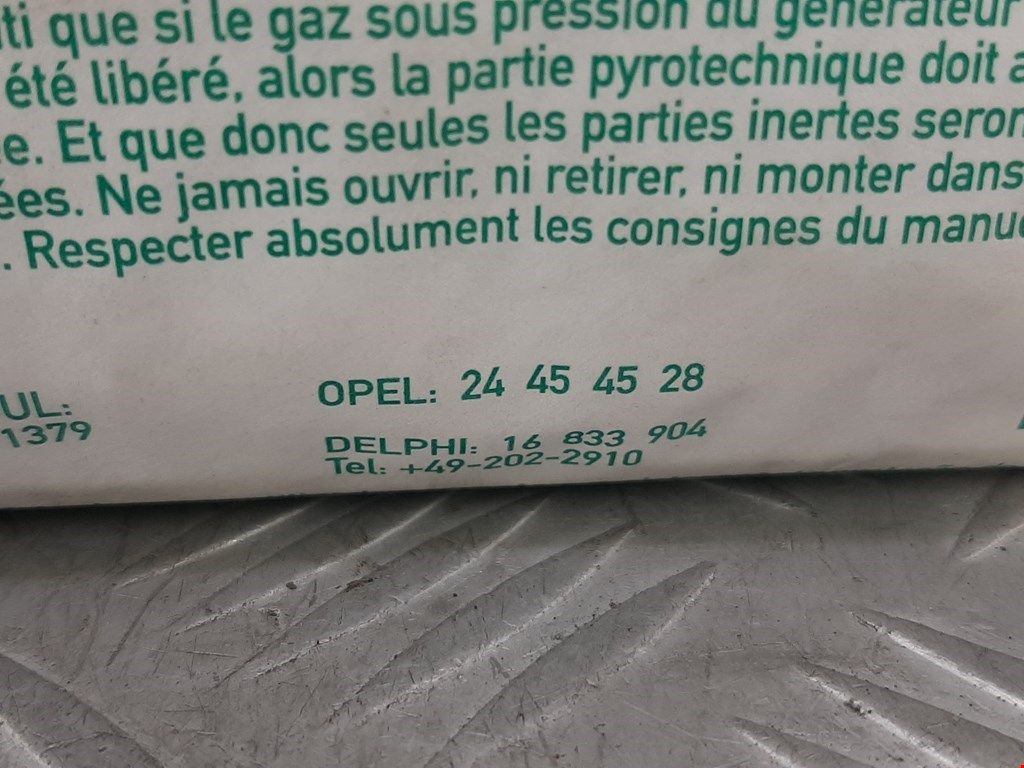 ti que si le gaz sous pression du générateur
été libéré, alors la partie pyrotechnique doit a
e. Et que donc seules les parties inertes seron
ées. Ne jamais ouvrir, ni retirer, ni monter dans
. Respecter absolument les consignes du manue
UL:
1379
OPEL: 24 45 45 28
DELPHI: 16 833 904
Tel: +49-202-2910